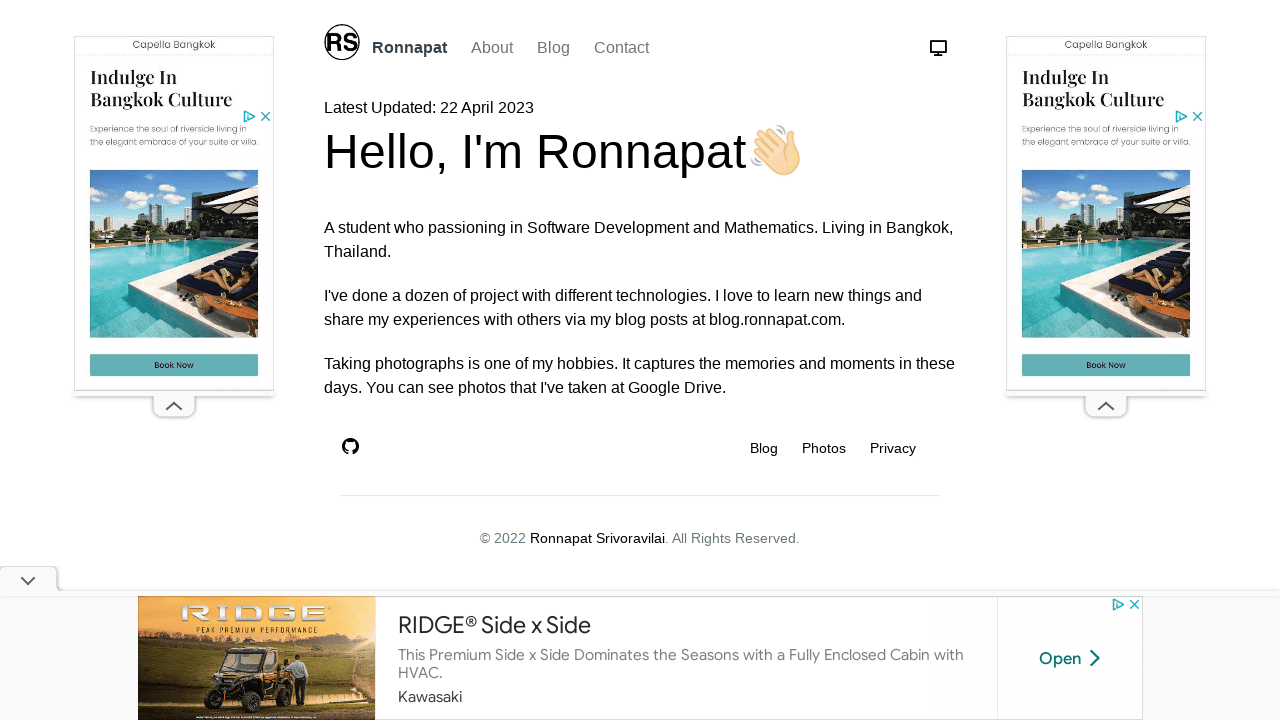 RS
Ronnapat
About
Blog
Contact
Latest Updated: 22 April 2023
Hello, I'm Ronnapat👋🏼
A student who passioning in Software Development and Mathematics. Living in Bangkok,
Thailand.
I've done a dozen of project with different technologies. I love to learn new things and
share my experiences with others via my blog posts at blog.ronnapat.com.
Taking photographs is one of my hobbies. It captures the memories and moments in these
days. You can see photos that I've taken at Google Drive.
Blog
Photos
Privacy
© 2022 Ronnapat Srivoravilai. All Rights Reserved.
Capella Bangkok
Indulge In
Bangkok Culture
Experience the soul of riverside living in
the elegant embrace of your suite or villa.
Book Now
Capella Bangkok
Indulge In
Bangkok Culture
Experience the soul of riverside living in
the elegant embrace of your suite or villa.
Book Now
RIDGE
PEAK PREMIUM PERFORMANCE
RIDGE® Side x Side
This Premium Side x Side Dominates the Seasons with a Fully Enclosed Cabin with
HVAC.
Kawasaki
Open